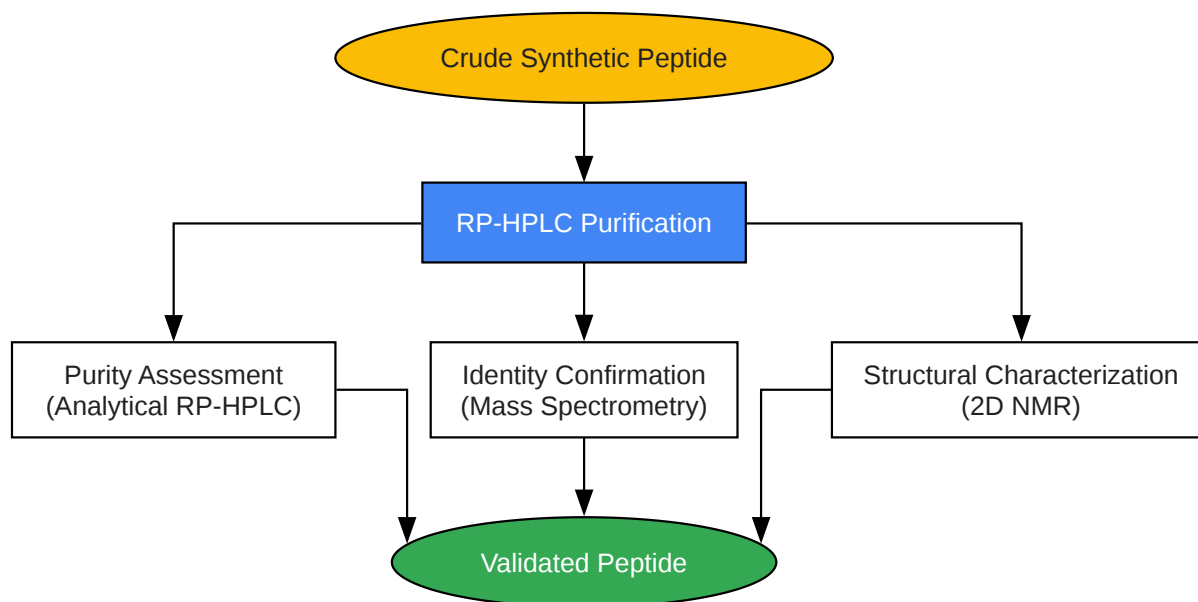 Crude Synthetic Peptide
RP-HPLC Purification
Purity Assessment
(Analytical RP-HPLC)
Identity Confirmation
(Mass Spectrometry)
Structural Characterization
(2D NMR)
Validated Peptide